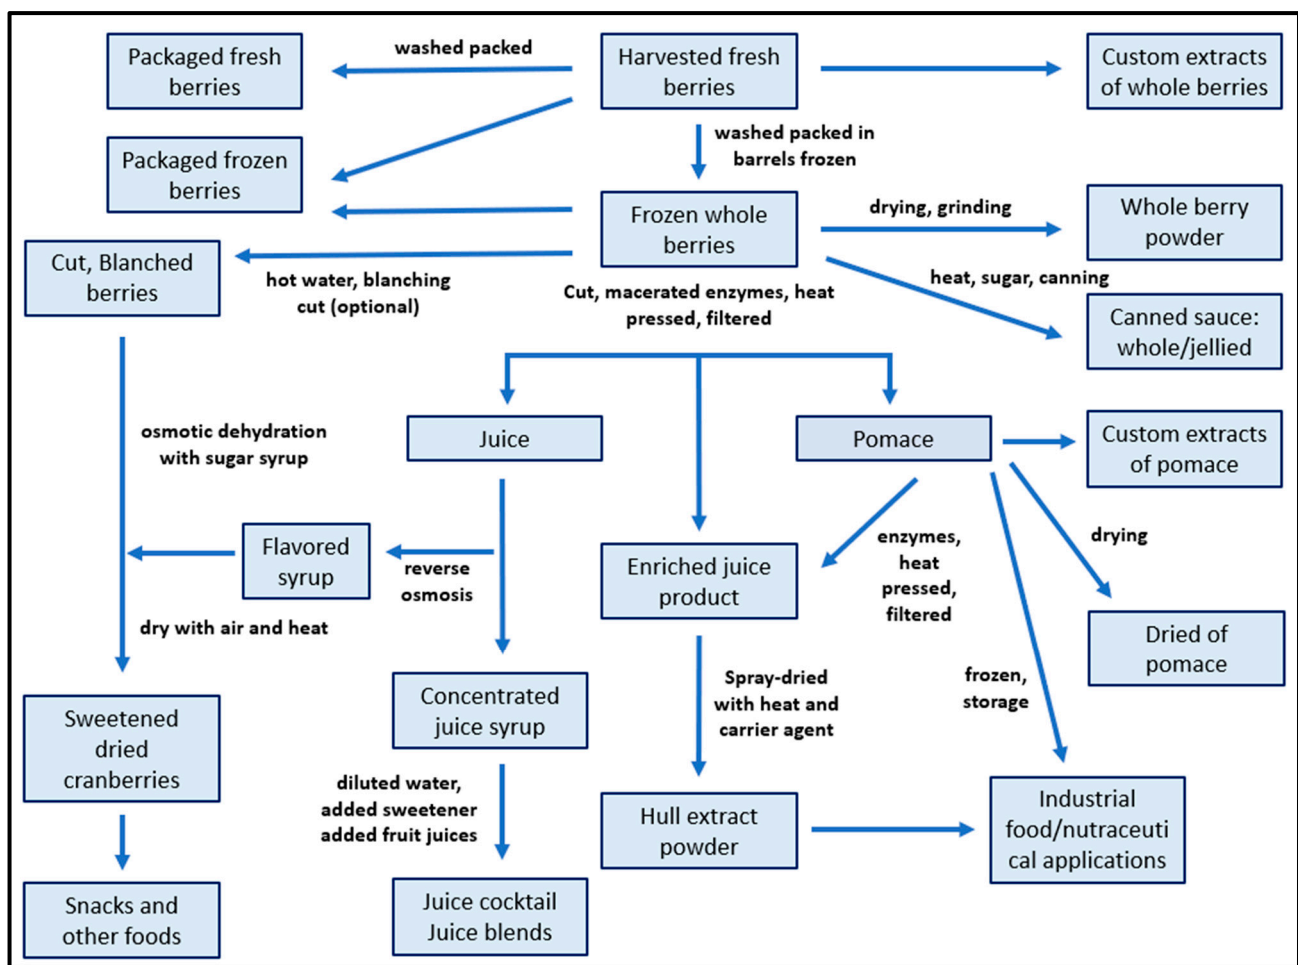 Packaged fresh
berries
washed packed
Harvested fresh
berries
Custom extracts
of whole berries
washed packed in
barrels frozen
Packaged frozen
berries
Frozen whole
berries
drying, grinding
Whole berry
powder
Cut, Blanched
berries
hot water, blanching
cut (optional)
Cut, macerated enzymes, heat
pressed, filtered
heat, sugar, canning
Canned sauce:
whole/jellied
osmotic dehydration
with sugar syrup
Juice
Pomace
Custom extracts
of pomace
Flavored
syrup
reverse
osmosis
Enriched juice
product
enzymes,
heat
pressed,
filtered
drying
dry with air and heat
Dried of
pomace
Sweetened
dried
cranberries
Concentrated
juice syrup
Spray-dried
with heat and
carrier agent
frozen,
storage
diluted water,
added sweetener
added fruit juices
Hull extract
powder
Industrial
food/nutraceuti
cal applications
Snacks and
other foods
Juice cocktail
Juice blends